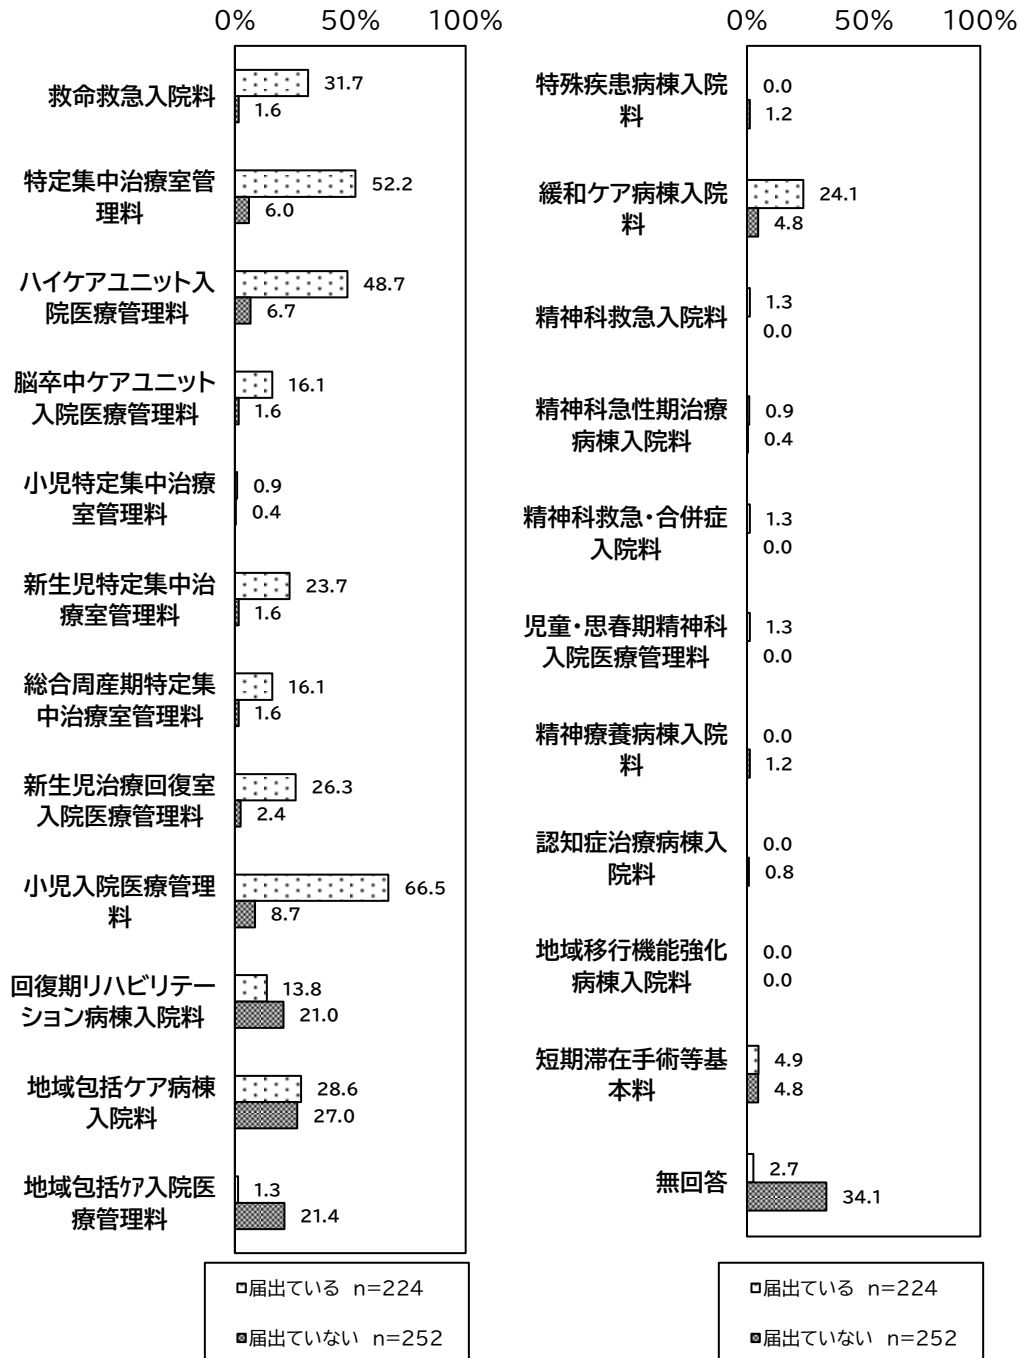 0% 50% 100%
救命救急入院料
31.7
1.6
特定集中治療室管
理料
52.2
6.0
ハイケアユニット入
院医療管理料
48.7
6.7
脳卒中ケアユニット
入院医療管理料
16.1
1.6
小児特定集中治療
室管理料
0.9
0.4
新生児特定集中治
療室管理料
23.7
1.6
総合周産期特定集
中治療室管理料
16.1
1.6
新生児治療回復室
入院医療管理料
26.3
2.4
小児入院医療管理
料
66.5
8.7
回復期リハビリテー
ション病棟入院料
13.8
21.0
地域包括ケア病棟
入院料
28.6
27.0
地域包括ケア入院医
療管理料
1.3
21.4
届出ている n=224
届出ていない n=252
0% 50% 100%
特殊疾患病棟入院
料
0.0
1.2
緩和ケア病棟入院
料
24.1
4.8
精神科救急入院料
1.3
0.0
精神科急性期治療
病棟入院料
0.9
0.4
精神科救急・合併症
入院料
1.3
0.0
児童・思春期精神科
入院医療管理料
1.3
0.0
精神療養病棟入院
料
0.0
1.2
認知症治療病棟入
院料
0.0
0.8
地域移行機能強化
病棟入院料
0.0
0.0
短期滞在手術等基
本料
4.9
4.8
無回答
2.7
34.1
届出ている n=224
届出ていない n=252